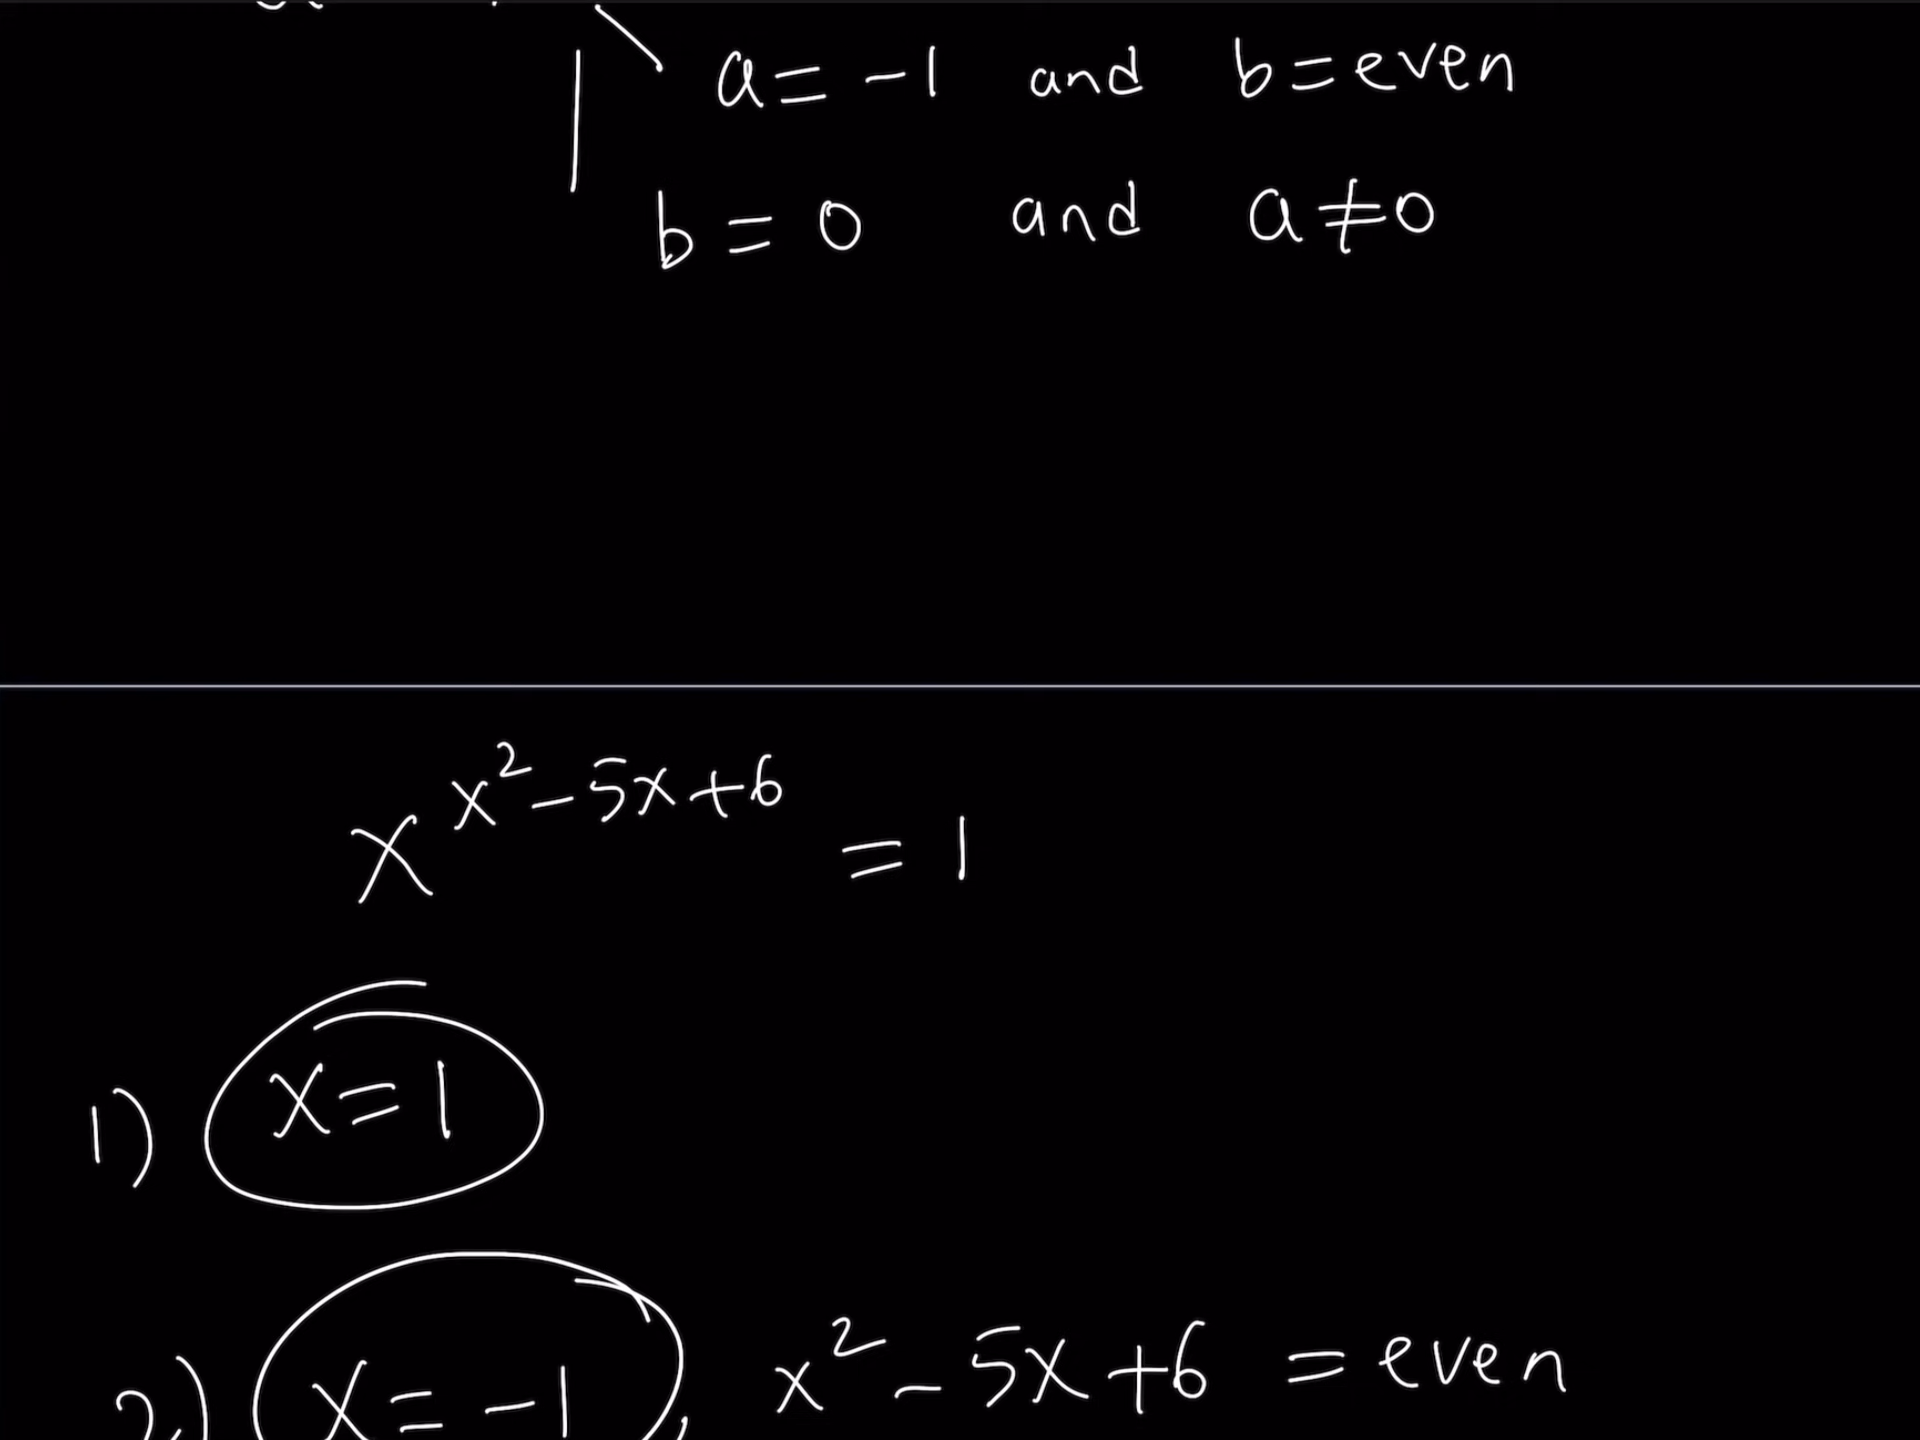 a = -1 and b = even
b = 0 and a ≠ 0
x^{x² - 5x + 6} = 1
1) x = 1
2) x = -1, x² - 5x + 6 = even